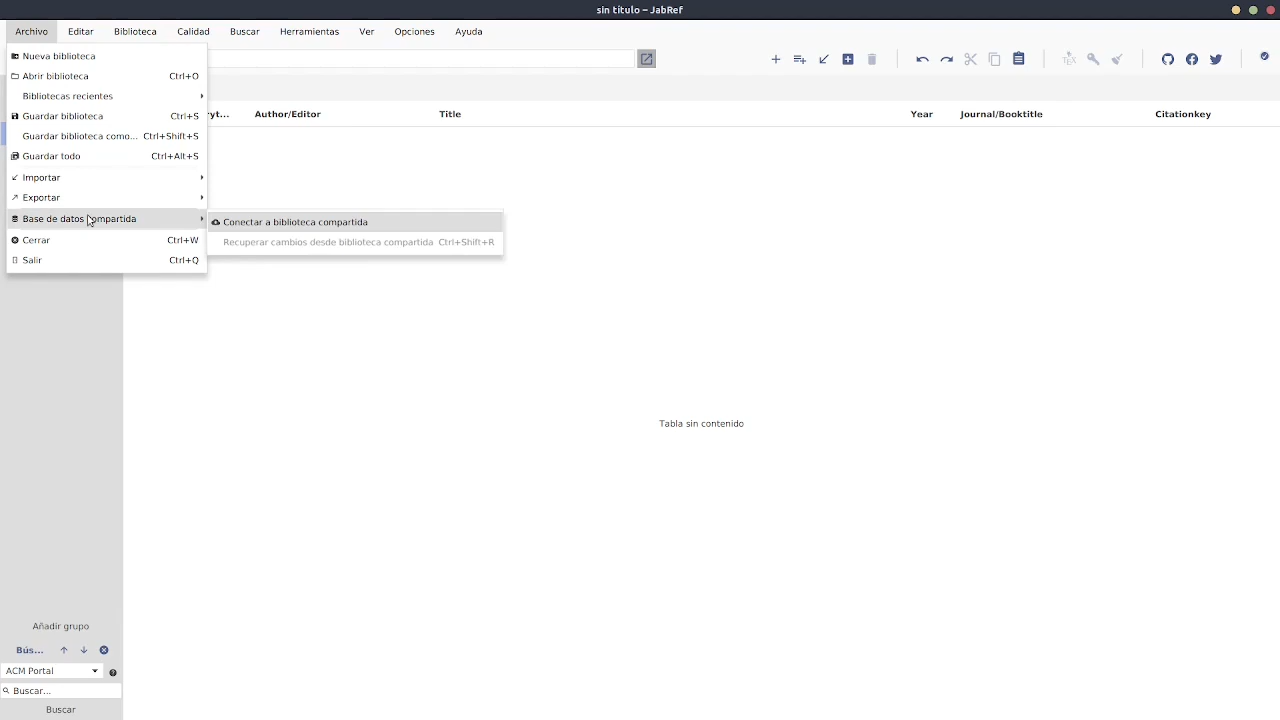 sin título – JabRef
Archivo Editar Biblioteca Calidad Buscar Herramientas Ver Opciones Ayuda
Nueva biblioteca
Abrir biblioteca Ctrl+O
Bibliotecas recientes
Guardar biblioteca Ctrl+S
Guardar biblioteca como... Ctrl+Shift+S
Guardar todo Ctrl+Alt+S
Importar
Exportar
Base de datos compartida
Cerrar Ctrl+W
Salir Ctrl+Q
Conectar a biblioteca compartida
Recuperar cambios desde biblioteca compartida Ctrl+Shift+R
TEX
ryt... Author/Editor Title Year Journal/Booktitle Citationkey
Tabla sin contenido
Añadir grupo
Bús...
ACM Portal
Buscar...
Buscar